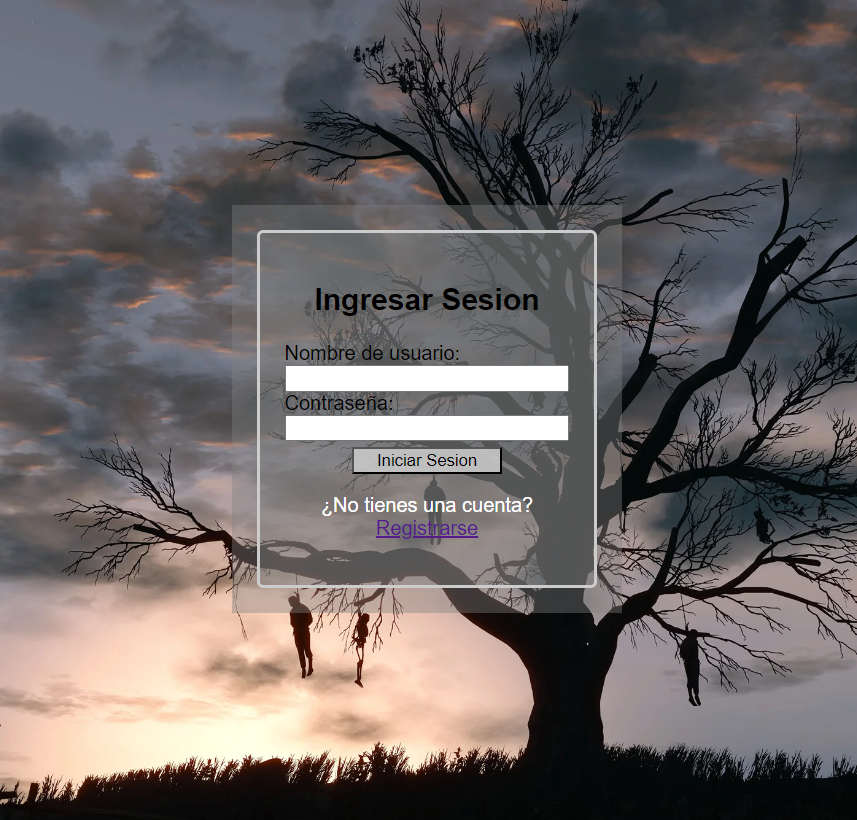 Ingresar Sesion
Nombre de usuario:
Contraseña:
Iniciar Sesion
¿No tienes una cuenta?
Registrarse